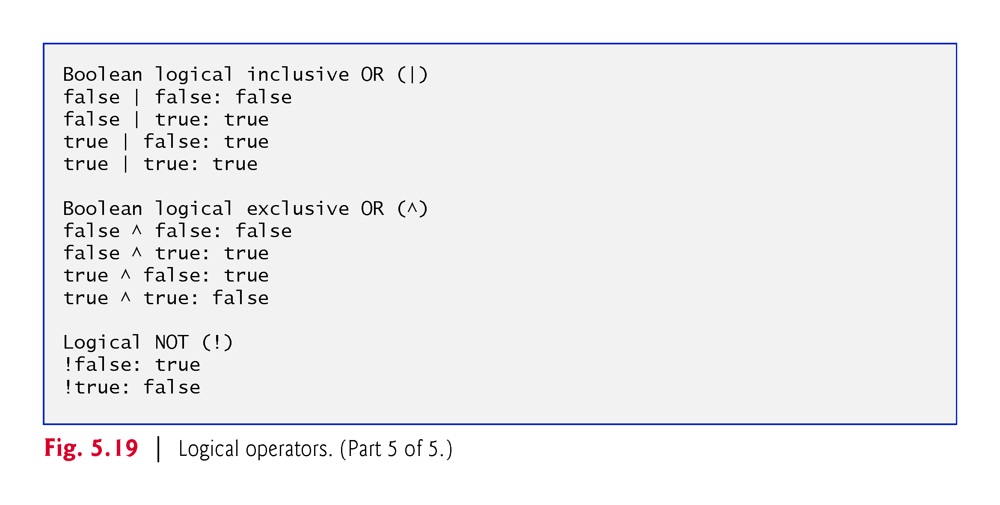 Boolean logical inclusive OR (|)
false | false: false
false | true: true
true | false: true
true | true: true
Boolean logical exclusive OR (^)
false ^ false: false
false ^ true: true
true ^ false: true
true ^ true: false
Logical NOT (!)
!false: true
!true: false
Fig. 5.19 | Logical operators. (Part 5 of 5.)